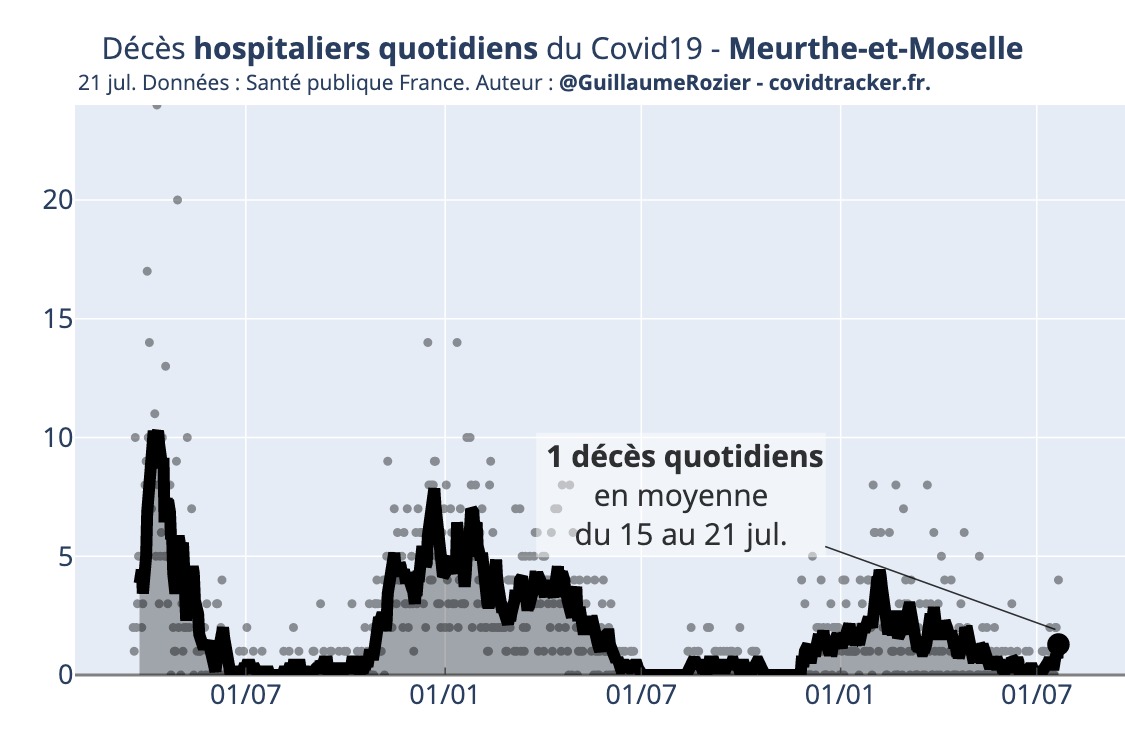 Décès hospitaliers quotidiens du Covid19 - Meurthe-et-Moselle
21 jul. Données : Santé publique France. Auteur : @GuillaumeRozier - covidtracker.fr.
20
15
10
5
0
1 décès quotidiens
en moyenne
du 15 au 21 jul.
01/07
01/01
01/07
01/01
01/07